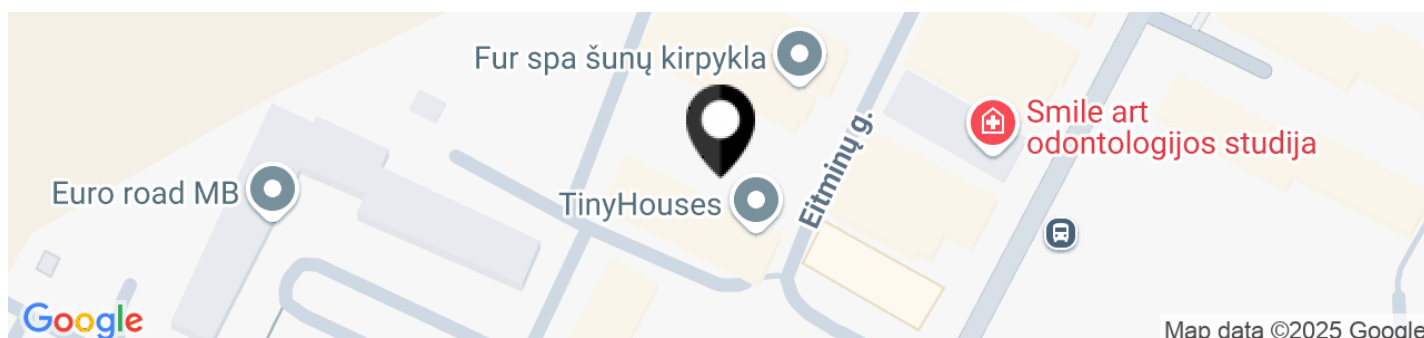 Fur spa šunų kirpykla
Smile art
odontologijos studija
Eitminų g.
Euro road MB
TinyHouses
Google
Map data ©2025 Google